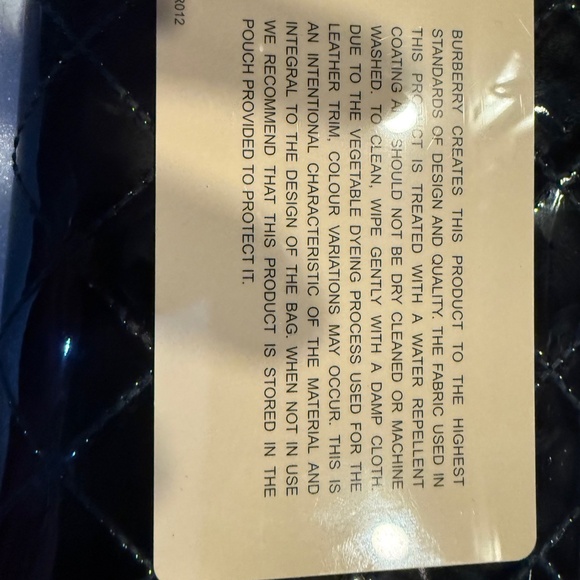 BURBERRY CREATES THIS PRODUCT TO THE HIGHEST
STANDARDS OF DESIGN AND QUALITY. THE FABRIC USED IN
THIS PRODUCT IS TREATED WITH A WATER REPELLENT
COATING AND SHOULD NOT BE DRY CLEANED OR MACHINE
WASHED. TO CLEAN, WIPE GENTLY WITH A DAMP CLOTH.
DUE TO THE VEGETABLE DYEING PROCESS USED FOR THE
LEATHER TRIM, COLOUR VARIATIONS MAY OCCUR. THIS IS
AN INTENTIONAL CHARACTERISTIC OF THE MATERIAL AND
INTEGRAL TO THE DESIGN OF THE BAG. WHEN NOT IN USE
WE RECOMMEND THAT THIS PRODUCT IS STORED IN THE
POUCH PROVIDED TO PROTECT IT.
2012